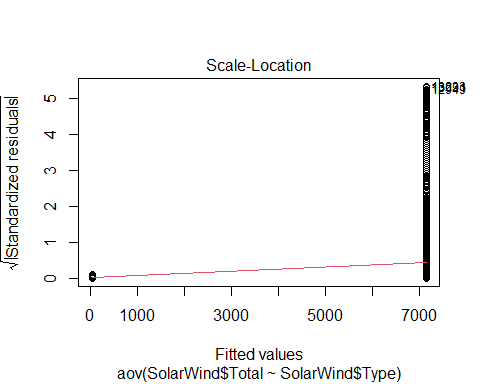 Scale-Location
√|Standardized residuals|
5
4
3
2
1
0
0 1000 3000 5000 7000
Fitted values
aov(SolarWind$Total ~ SolarWind$Type)